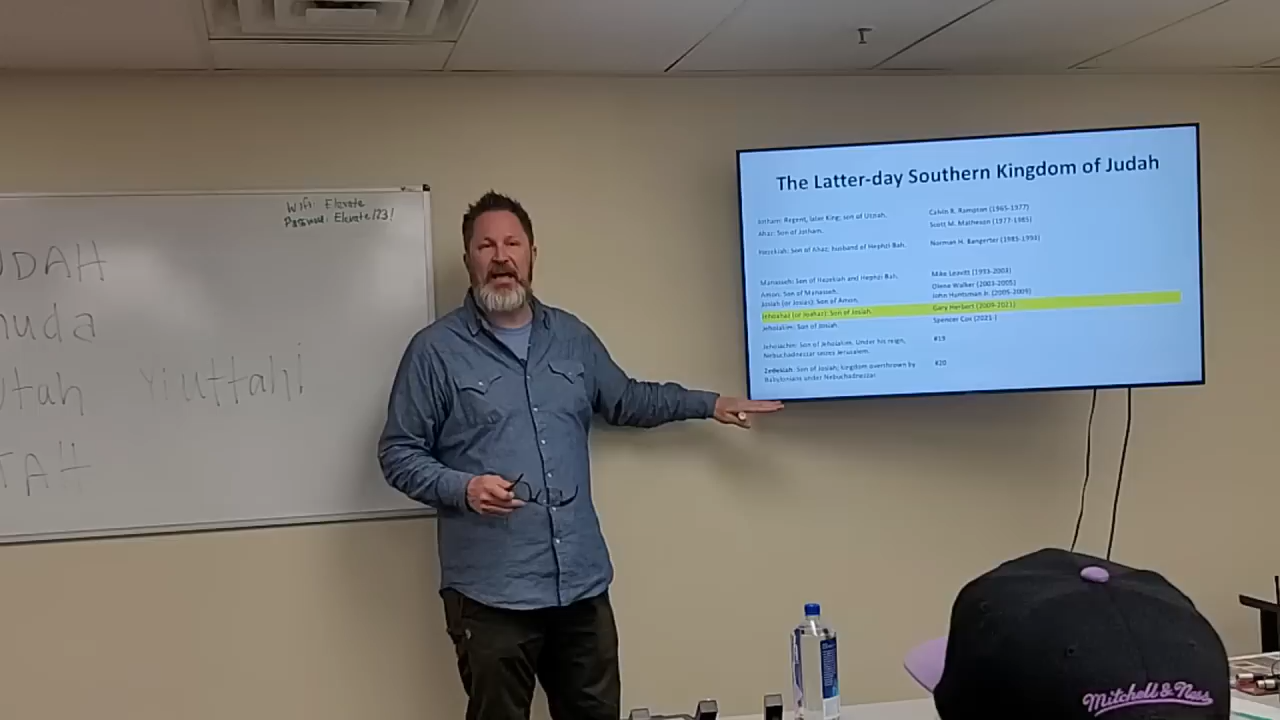 Wifi: Elevate
Password: Elevate123!
UDAH
huda
utah Yiuttah!
TAH
The Latter-day Southern Kingdom of Judah
Jotham: Regent, later King; son of Uzziah. Calvin R. Rampton (1965-1977)
Ahaz: Son of Jotham. Scott M. Matheson (1977-1985)
Hezekiah: Son of Ahaz; husband of Hephzi-Bah. Norman H. Bangerter (1985-1993)
Manasseh: Son of Hezekiah and Hephzi-Bah. Mike Leavitt (1993-2003)
Amon: Son of Manasseh. Olene Walker (2003-2005)
Josiah (or Josias): Son of Amon. John Huntsman Jr. (2005-2009)
Jehoahaz (or Joahaz): Son of Josiah. Gary Herbert (2009-2021)
Jehoiakim: Son of Josiah. Spencer Cox (2021-)
Jehoiachin: Son of Jehoiakim. Under his reign, #19
Nebuchadnezzar seizes Jerusalem.
Zedekiah: Son of Josiah; kingdom overthrown by #20
Babylonians under Nebuchadnezzar.
Mitchell & Ness